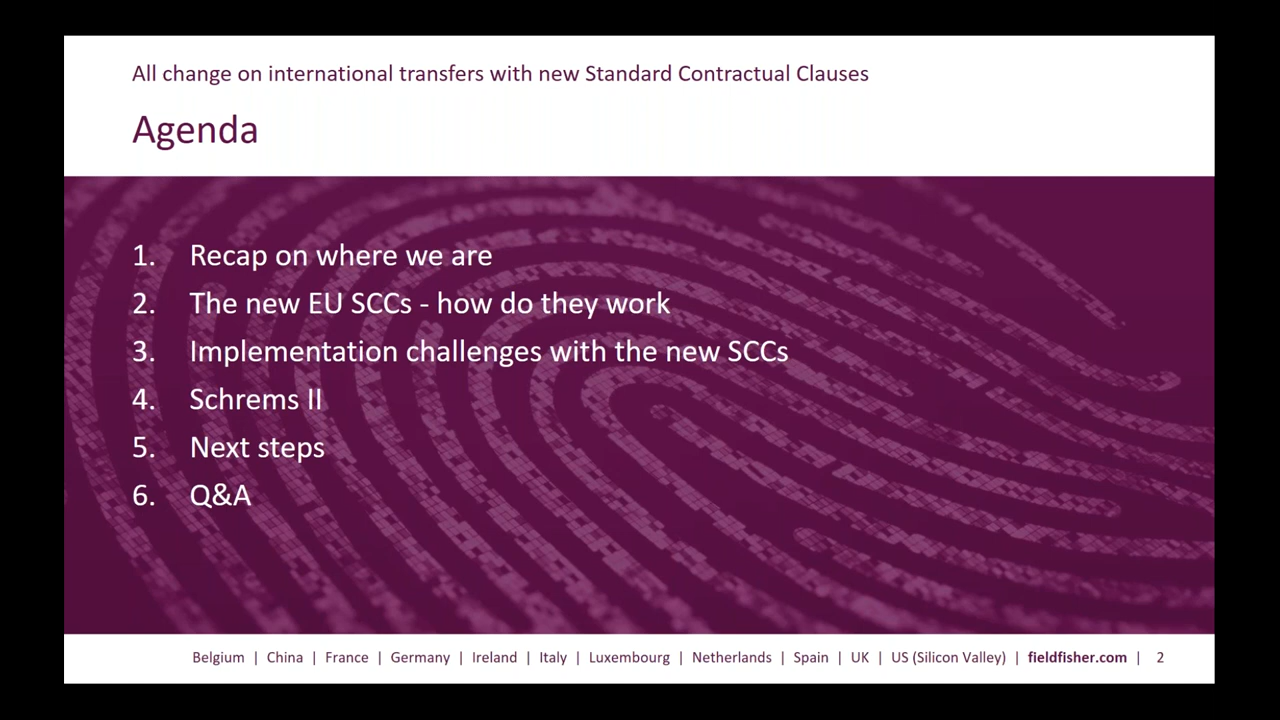 All change on international transfers with new Standard Contractual Clauses
Agenda
1. Recap on where we are
2. The new EU SCCs - how do they work
3. Implementation challenges with the new SCCs
4. Schrems II
5. Next steps
6. Q&A
Belgium | China | France | Germany | Ireland | Italy | Luxembourg | Netherlands | Spain | UK | US (Silicon Valley) | fieldfisher.com | 2